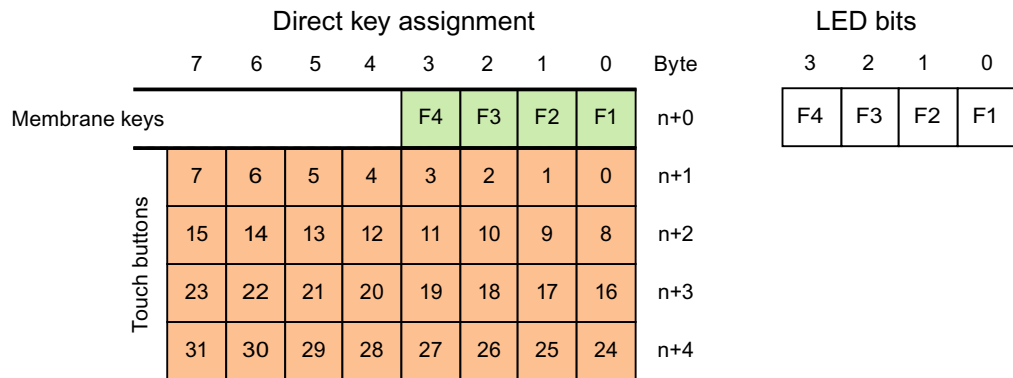 Direct key assignment LED bits
7 6 5 4 3 2 1 0 Byte 3 2 1 0
Membrane keys F4 F3 F2 F1 n+0 F4 F3 F2 F1
7 6 5 4 3 2 1 0 n+1
15 14 13 12 11 10 9 8 n+2
23 22 21 20 19 18 17 16 n+3
31 30 29 28 27 26 25 24 n+4
Touch buttons